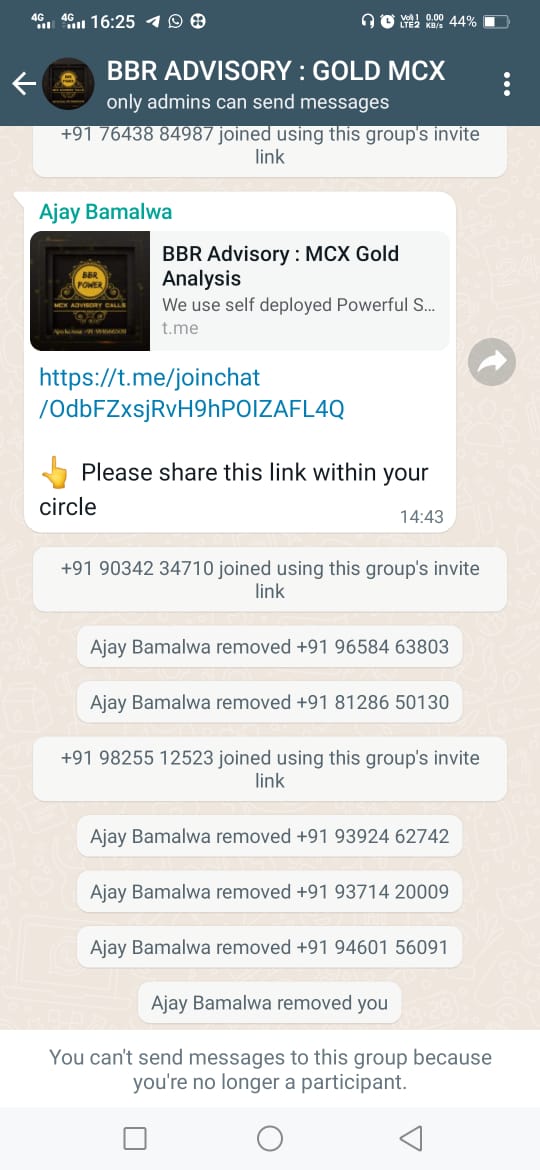 4G 4G 16:25 Vo)) 1 LTE2 0.00 KB/s 44%
BBR ADVISORY : GOLD MCX
only admins can send messages
+91 76438 84987 joined using this group's invite
link
Ajay Bamalwa
BBR Advisory : MCX Gold
Analysis
We use self deployed Powerful S...
t.me
BBR
POWER
MCX ADVISORY CALLS
https://t.me/joinchat
/OdbFZxsjRvH9hPOIZAFL4Q
👆 Please share this link within your
circle
14:43
+91 90342 34710 joined using this group's invite
link
Ajay Bamalwa removed +91 96584 63803
Ajay Bamalwa removed +91 81286 50130
+91 98255 12523 joined using this group's invite
link
Ajay Bamalwa removed +91 93924 62742
Ajay Bamalwa removed +91 93714 20009
Ajay Bamalwa removed +91 94601 56091
Ajay Bamalwa removed you
You can't send messages to this group because
you're no longer a participant.